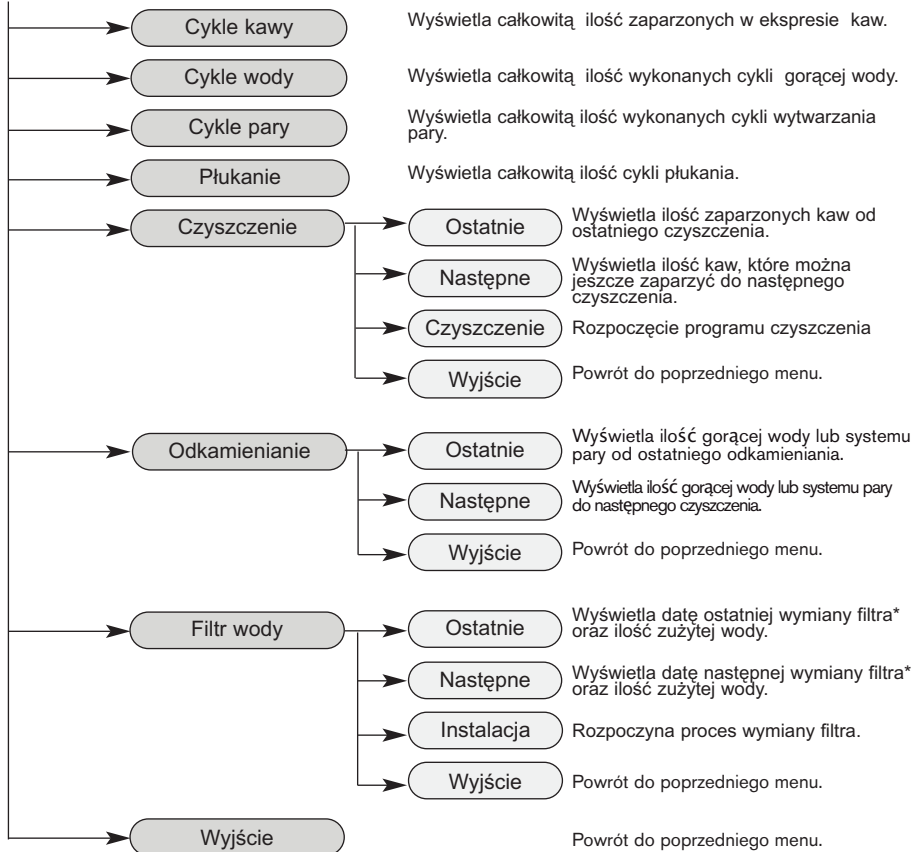 Cykle kawy
Wyświetla całkowitą ilość zaparzonych w ekspresie kaw.
Cykle wody
Wyświetla całkowitą ilość wykonanych cykli gorącej wody.
Cykle pary
Wyświetla całkowitą ilość wykonanych cykli wytwarzania
pary.
Płukanie
Wyświetla całkowitą ilość cykli płukania.
Czyszczenie
Ostatnie
Wyświetla ilość zaparzonych kaw od
ostatniego czyszczenia.
Następne
Wyświetla ilość kaw, które można
jeszcze zaparzyć do następnego
czyszczenia.
Czyszczenie
Rozpoczęcie programu czyszczenia
Wyjście
Powrót do poprzedniego menu.
Odkamienianie
Ostatnie
Wyświetla ilość gorącej wody lub systemu
pary od ostatniego odkamieniania.
Następne
Wyświetla ilość gorącej wody lub systemu pary
do następnego czyszczenia.
Wyjście
Powrót do poprzedniego menu.
Filtr wody
Ostatnie
Wyświetla datę ostatniej wymiany filtra*
oraz ilość zużytej wody.
Następne
Wyświetla datę następnej wymiany filtra*
oraz ilość zużytej wody.
Instalacja
Rozpoczyna proces wymiany filtra.
Wyjście
Powrót do poprzedniego menu.
Wyjście
Powrót do poprzedniego menu.